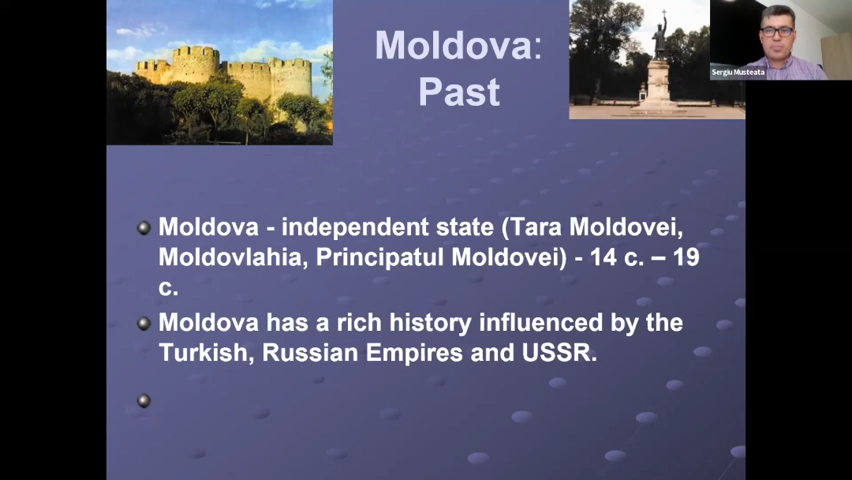 Moldova:
Past
Sergiu Musteata
Moldova - independent state (Tara Moldovei,
Moldovlahia, Principatul Moldovei) - 14 c. – 19
c.
Moldova has a rich history influenced by the
Turkish, Russian Empires and USSR.